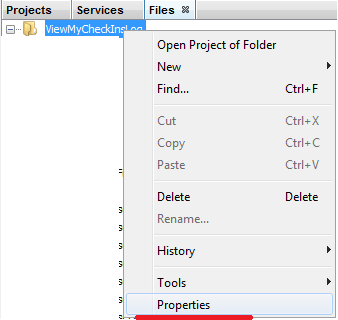 Projects Services Files
ViewMyCheckInsLog
Open Project of Folder
New
Find... Ctrl+F
Cut Ctrl+X
Copy Ctrl+C
Paste Ctrl+V
Delete Delete
Rename...
History
Tools
Properties